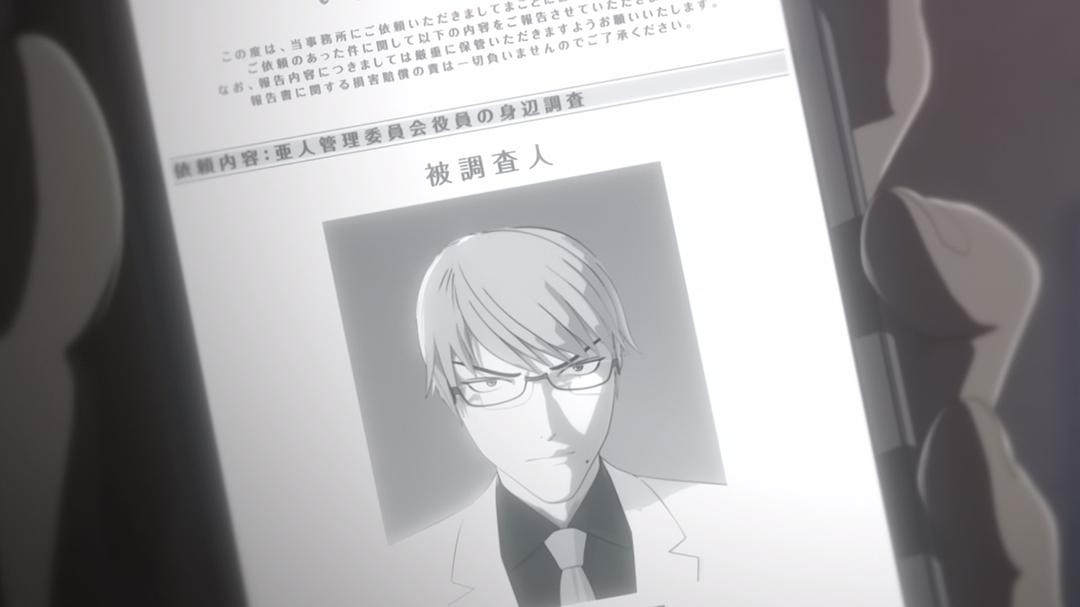 この度は、当事務所にご依頼いただきましてまことに
ご依頼のあった件に関して以下の内容をご報告させていただきま
なお、報告内容につきましては厳重に保管いただきますようお願いいたします。
報告書に関する損害賠償の責は一切負いませんのでご了承ください。
依頼内容:亜人管理委員会役員の身辺調査
被調査人